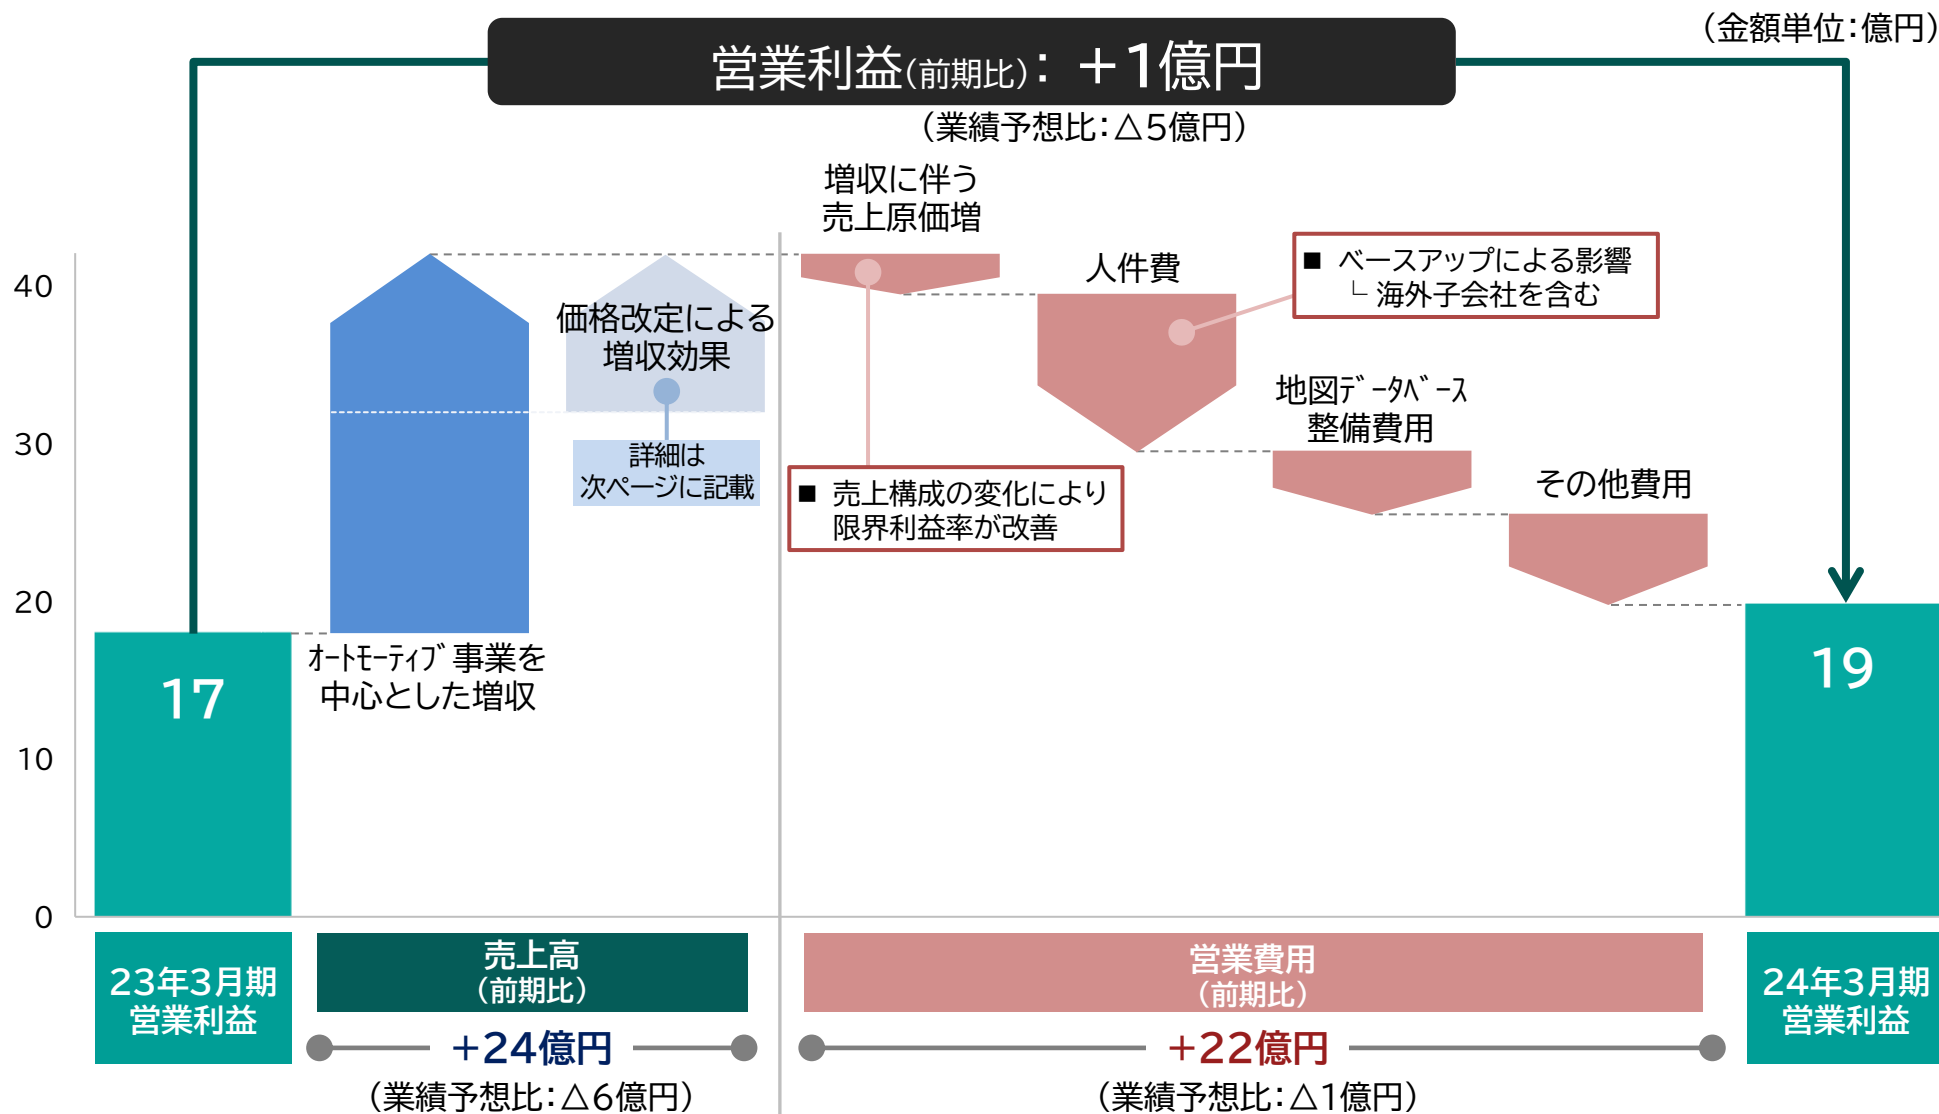 (金額単位:億円)
営業利益(前期比): +1億円
(業績予想比:△5億円)
増収に伴う
売上原価増
人件費
■ ベースアップによる影響
└ 海外子会社を含む
40
価格改定による
増収効果
地図ﾃﾞｰﾀﾍﾞｰｽ
整備費用
30
詳細は
次ページに記載
■ 売上構成の変化により
限界利益率が改善
その他費用
20
ｵｰﾄﾓｰﾃｨﾌﾞ事業を
中心とした増収
17
19
10
0
23年3月期
営業利益
売上高
(前期比)
営業費用
(前期比)
24年3月期
営業利益
+24億円
+22億円
(業績予想比:△6億円)
(業績予想比:△1億円)